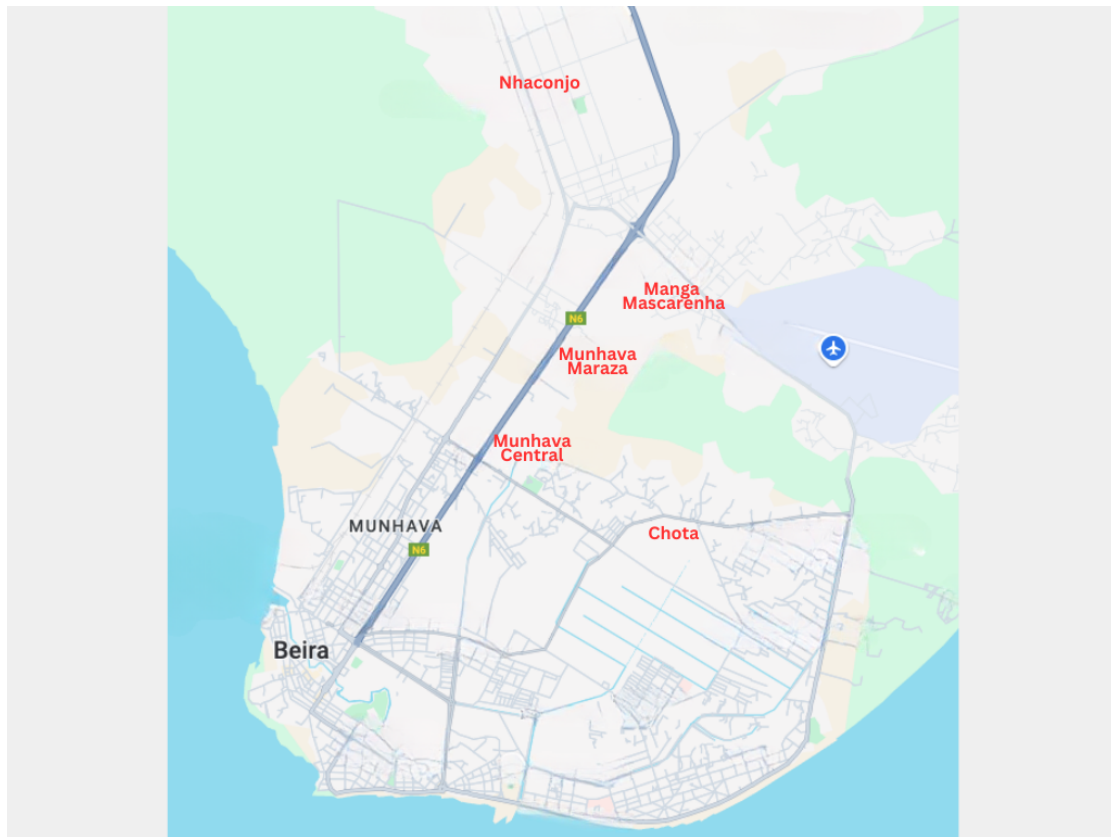 Nhaconjo
Manga
Mascarenha
N6
Munhava
Maraza
Munhava
Central
MUNHAVA
Chota
N6
Beira